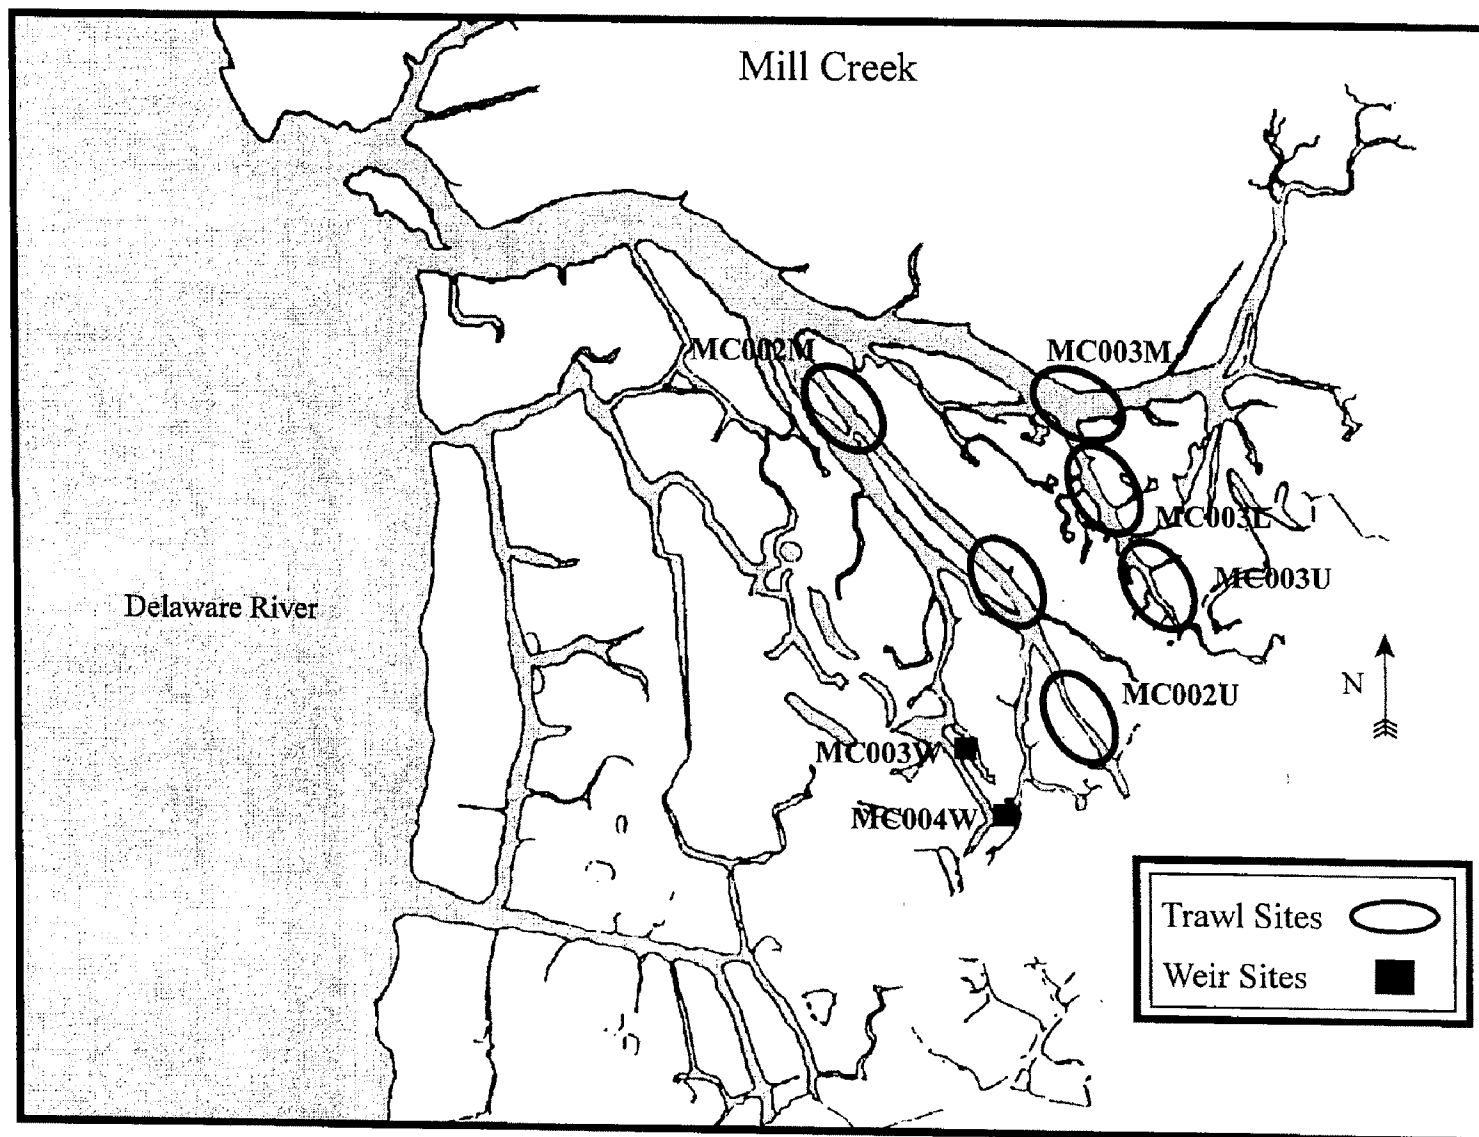 Mill Creek
MC002M
MC003M
MC003L
MC003U
Delaware River
N
MC002U
MC003W
MC004W
Trawl Sites
Weir Sites